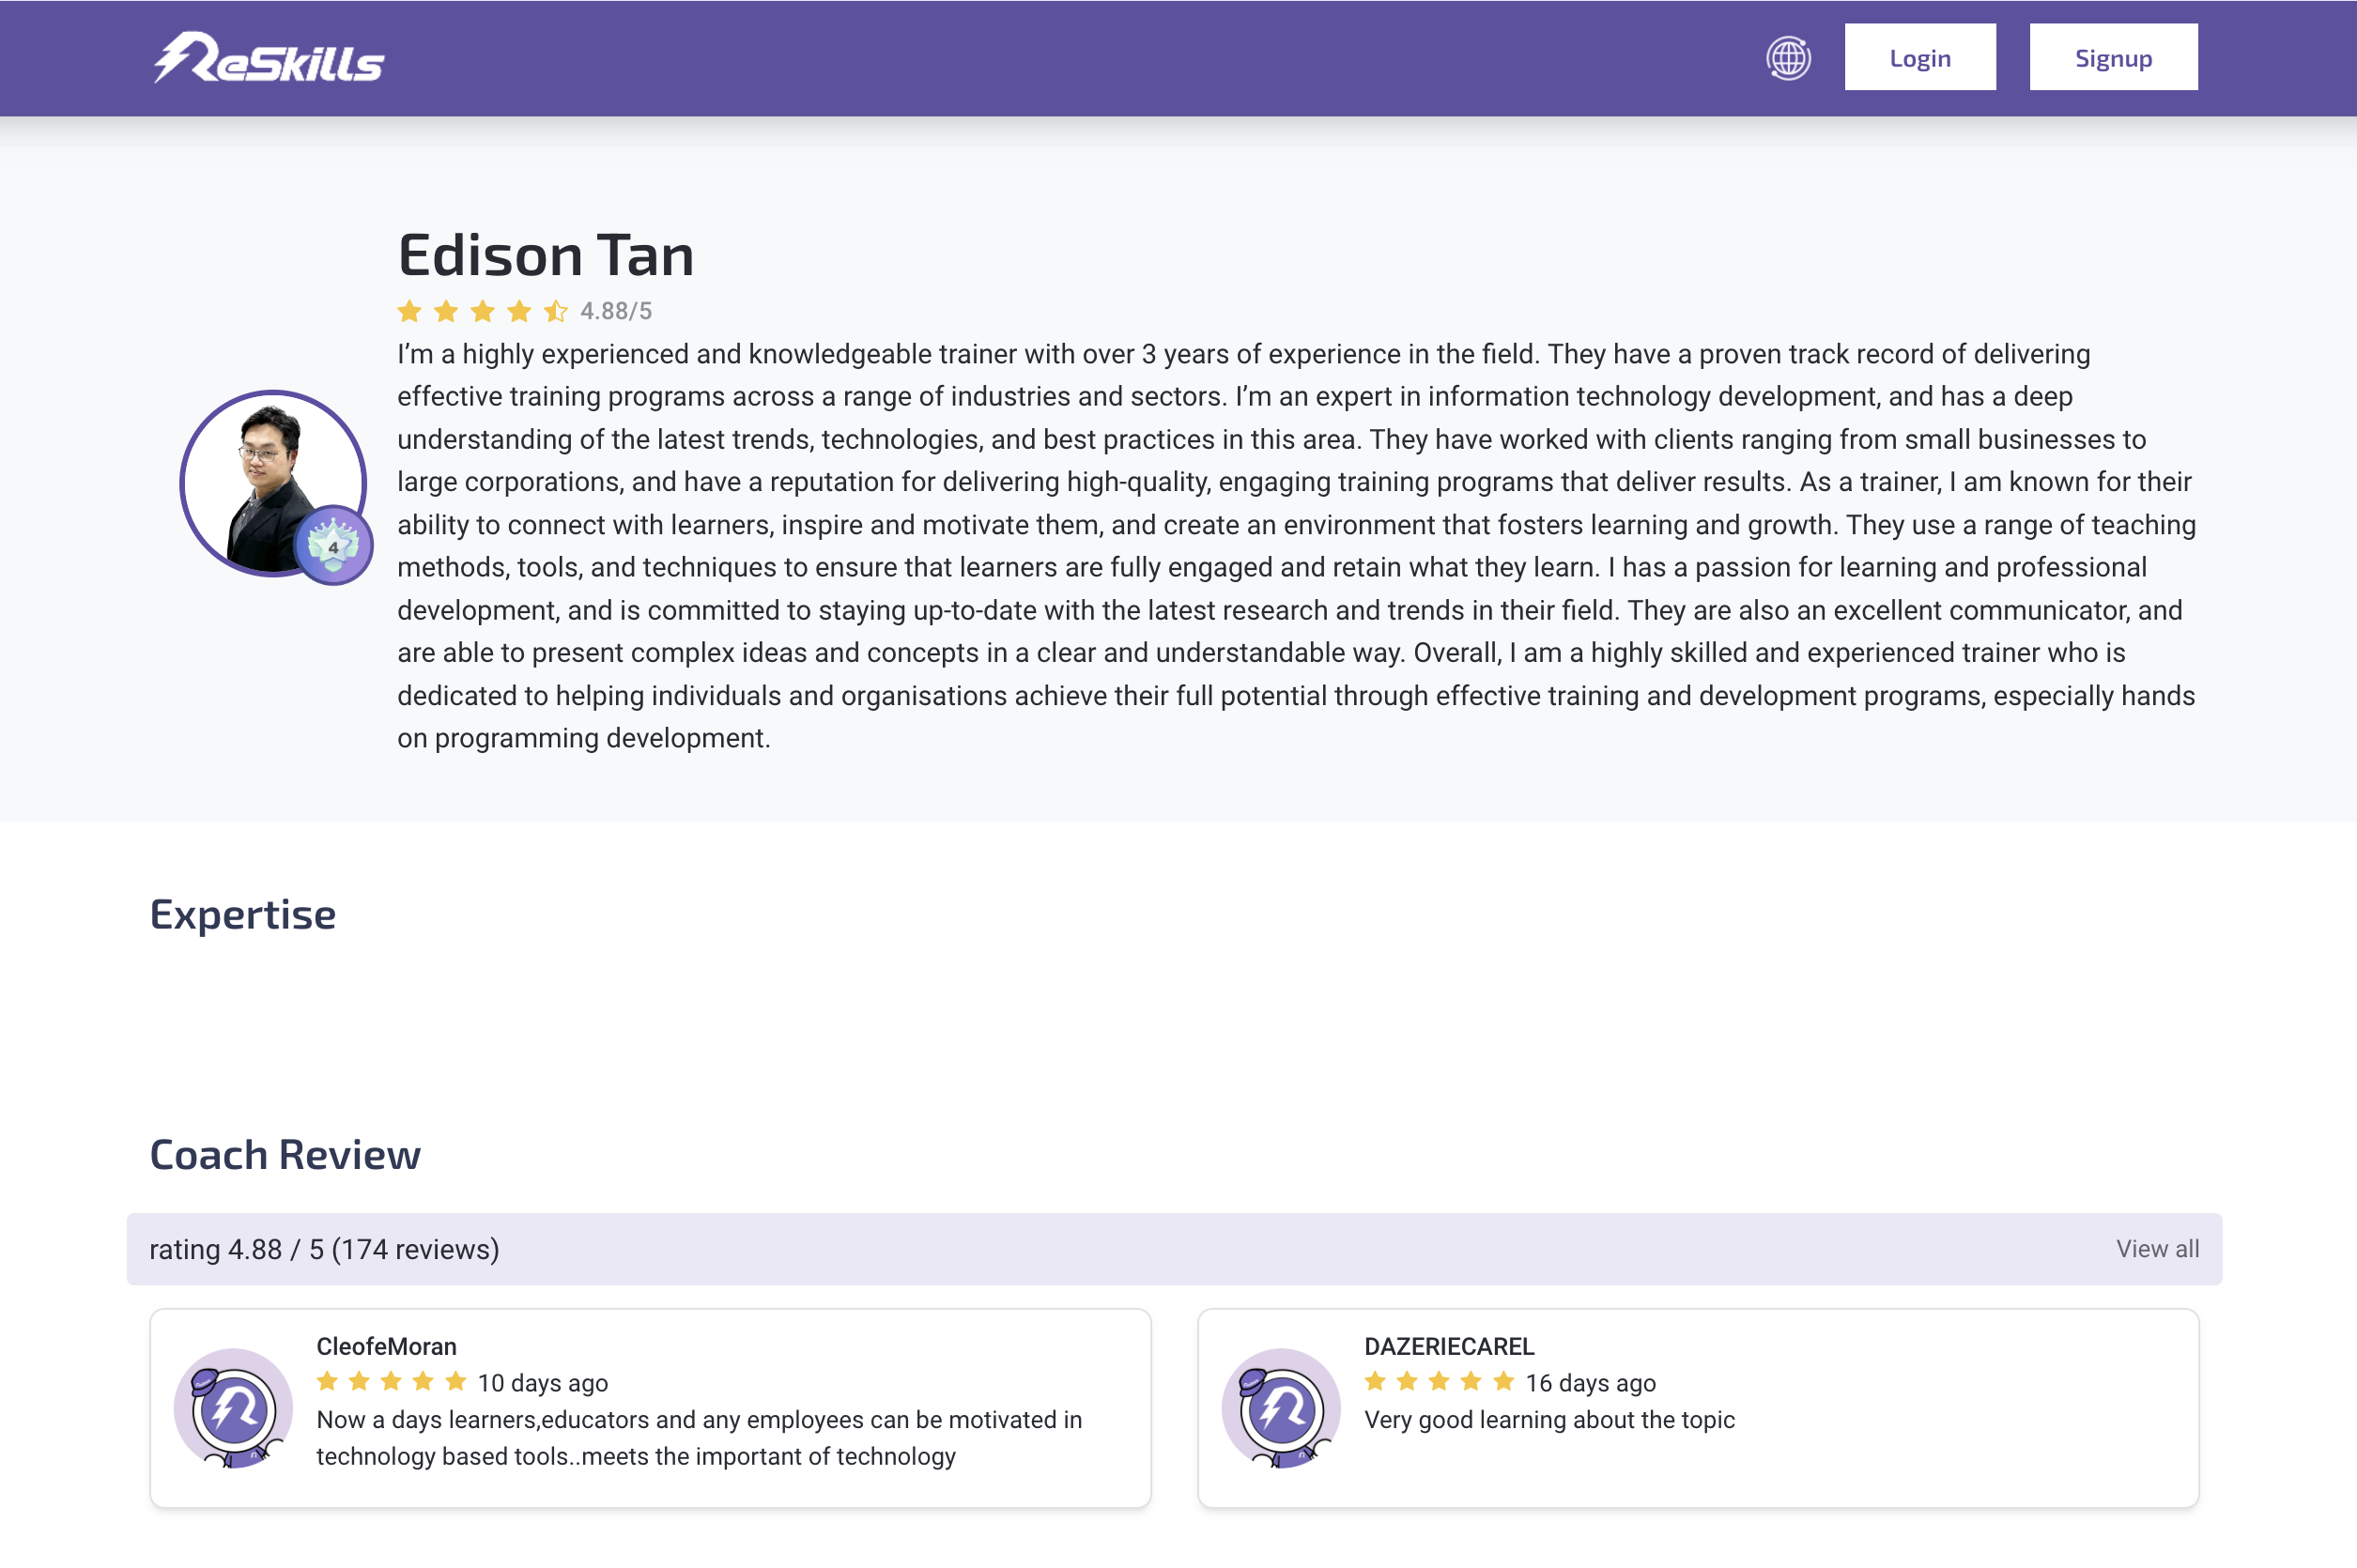 ReSkills
Login
Signup
Edison Tan
4.88/5
I’m a highly experienced and knowledgeable trainer with over 3 years of experience in the field. They have a proven track record of delivering
effective training programs across a range of industries and sectors. I’m an expert in information technology development, and has a deep
understanding of the latest trends, technologies, and best practices in this area. They have worked with clients ranging from small businesses to
large corporations, and have a reputation for delivering high-quality, engaging training programs that deliver results. As a trainer, I am known for their
ability to connect with learners, inspire and motivate them, and create an environment that fosters learning and growth. They use a range of teaching
methods, tools, and techniques to ensure that learners are fully engaged and retain what they learn. I has a passion for learning and professional
development, and is committed to staying up-to-date with the latest research and trends in their field. They are also an excellent communicator, and
are able to present complex ideas and concepts in a clear and understandable way. Overall, I am a highly skilled and experienced trainer who is
dedicated to helping individuals and organisations achieve their full potential through effective training and development programs, especially hands
on programming development.
4
Expertise
Coach Review
rating 4.88 / 5 (174 reviews)
View all
CleofeMoran
10 days ago
Now a days learners,educators and any employees can be motivated in
technology based tools..meets the important of technology
DAZERIECAREL
16 days ago
Very good learning about the topic